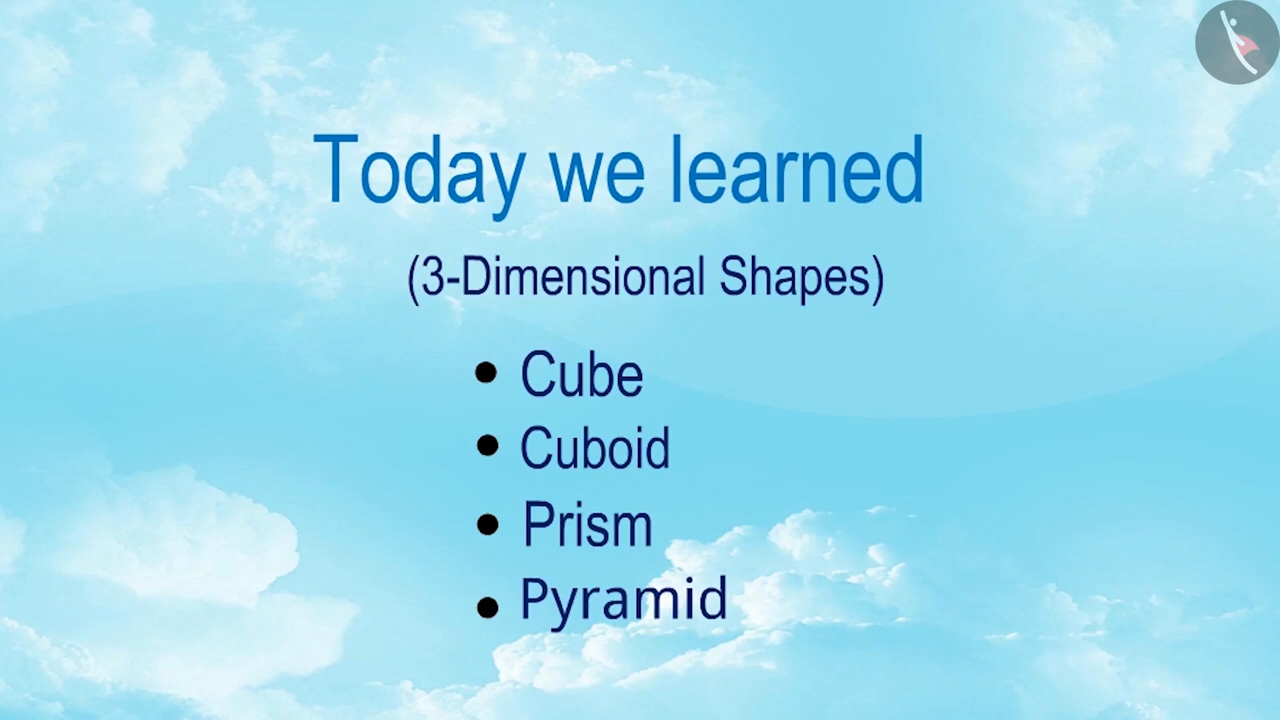 Today we learned
(3-Dimensional Shapes)
• Cube
• Cuboid
• Prism
• Pyramid